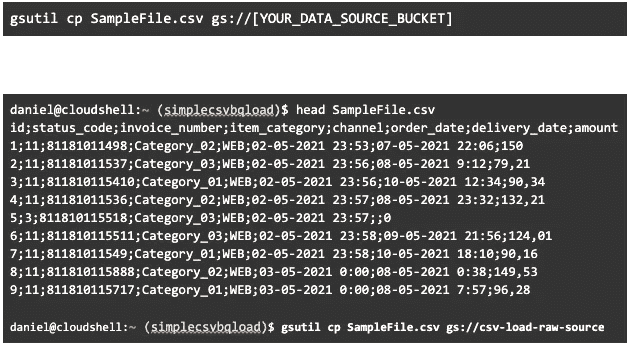 gsutil cp SampleFile.csv gs://[YOUR_DATA_SOURCE_BUCKET]
daniel@cloudshell:~ (simplecsvbqload)$ head SampleFile.csv
id;status_code;invoice_number;item_category;channel;order_date;delivery_date;amount
1;11;81181011498;Category_02;WEB;02-05-2021 23:53;07-05-2021 22:06;150
2;11;81181011537;Category_03;WEB;02-05-2021 23:56;08-05-2021 9:12;79,21
3;11;811810115410;Category_01;WEB;02-05-2021 23:56;10-05-2021 12:34;90,34
4;11;81181011536;Category_02;WEB;02-05-2021 23:57;08-05-2021 23:32;132,21
5;3;811810115518;Category_03;WEB;02-05-2021 23:57;;0
6;11;811810115511;Category_03;WEB;02-05-2021 23:58;09-05-2021 21:56;124,01
7;11;81181011549;Category_01;WEB;02-05-2021 23:58;10-05-2021 18:10;90,16
8;11;811810115888;Category_02;WEB;03-05-2021 0:00;08-05-2021 0:38;149,53
9;11;811810115717;Category_01;WEB;03-05-2021 0:00;08-05-2021 7:57;96,28
daniel@cloudshell:~ (simplecsvbqload)$ gsutil cp SampleFile.csv gs://csv-load-raw-source